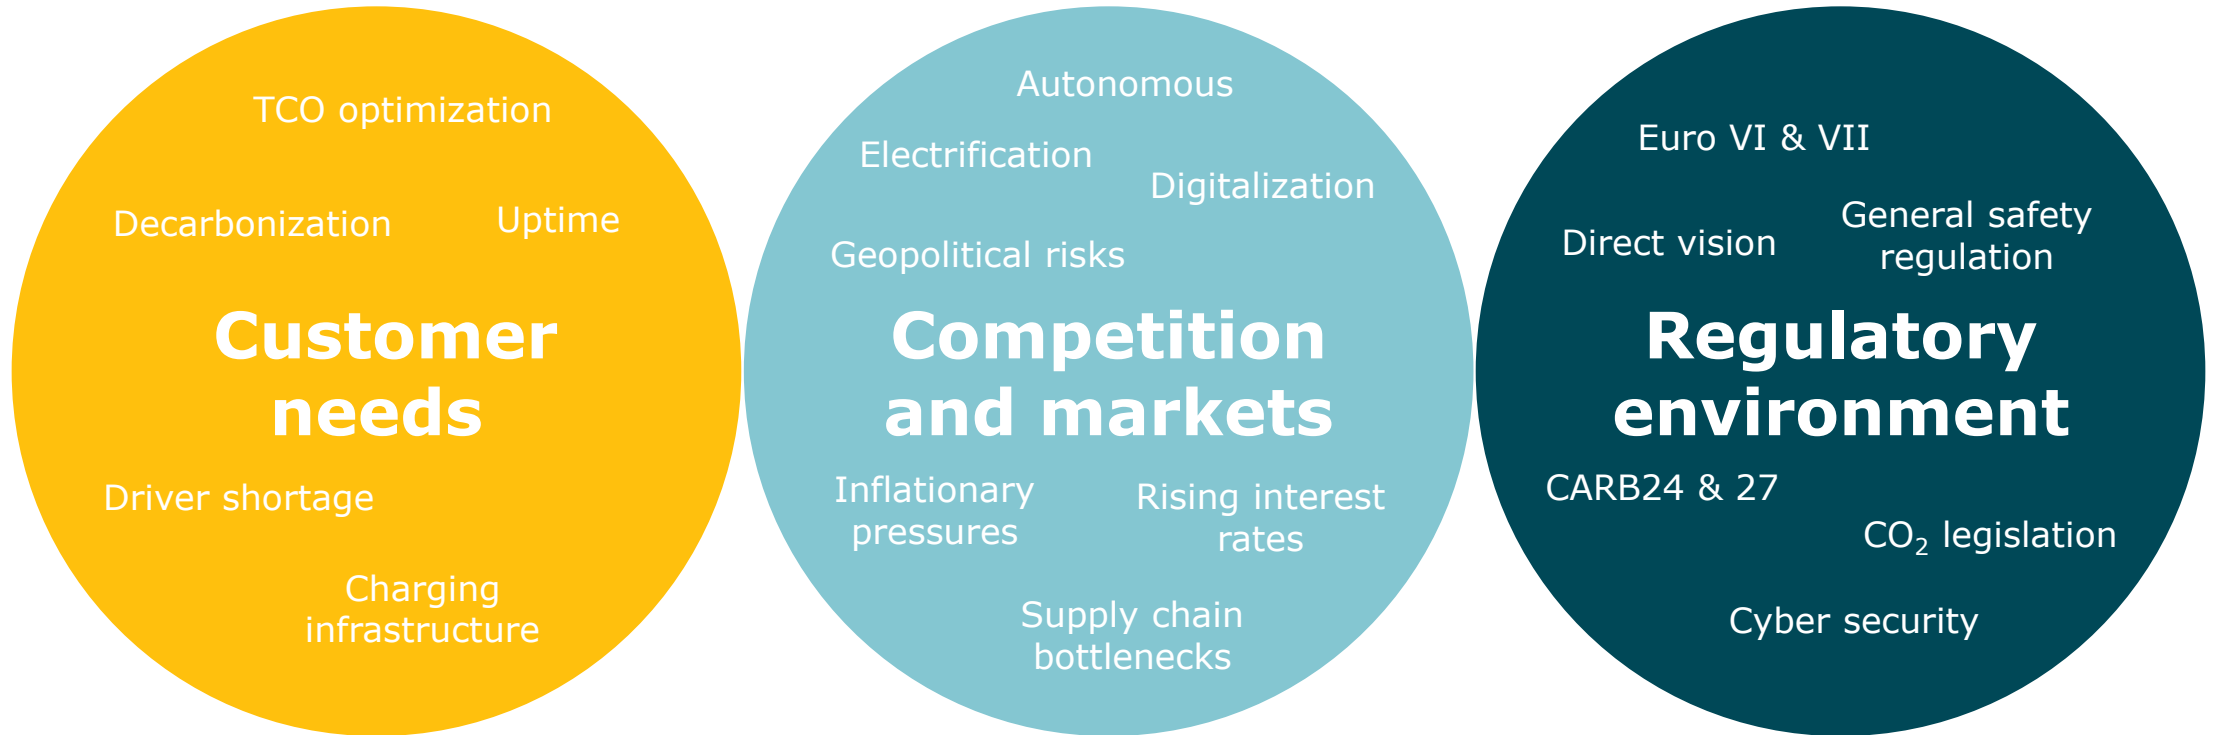 TCO optimization
Decarbonization
Uptime
Customer
needs
Driver shortage
Charging
infrastructure
Autonomous
Electrification
Digitalization
Geopolitical risks
Competition
and markets
Inflationary
pressures
Rising interest
rates
Supply chain
bottlenecks
Euro VI & VII
Direct vision
General safety
regulation
Regulatory
environment
CARB24 & 27
CO₂ legislation
Cyber security